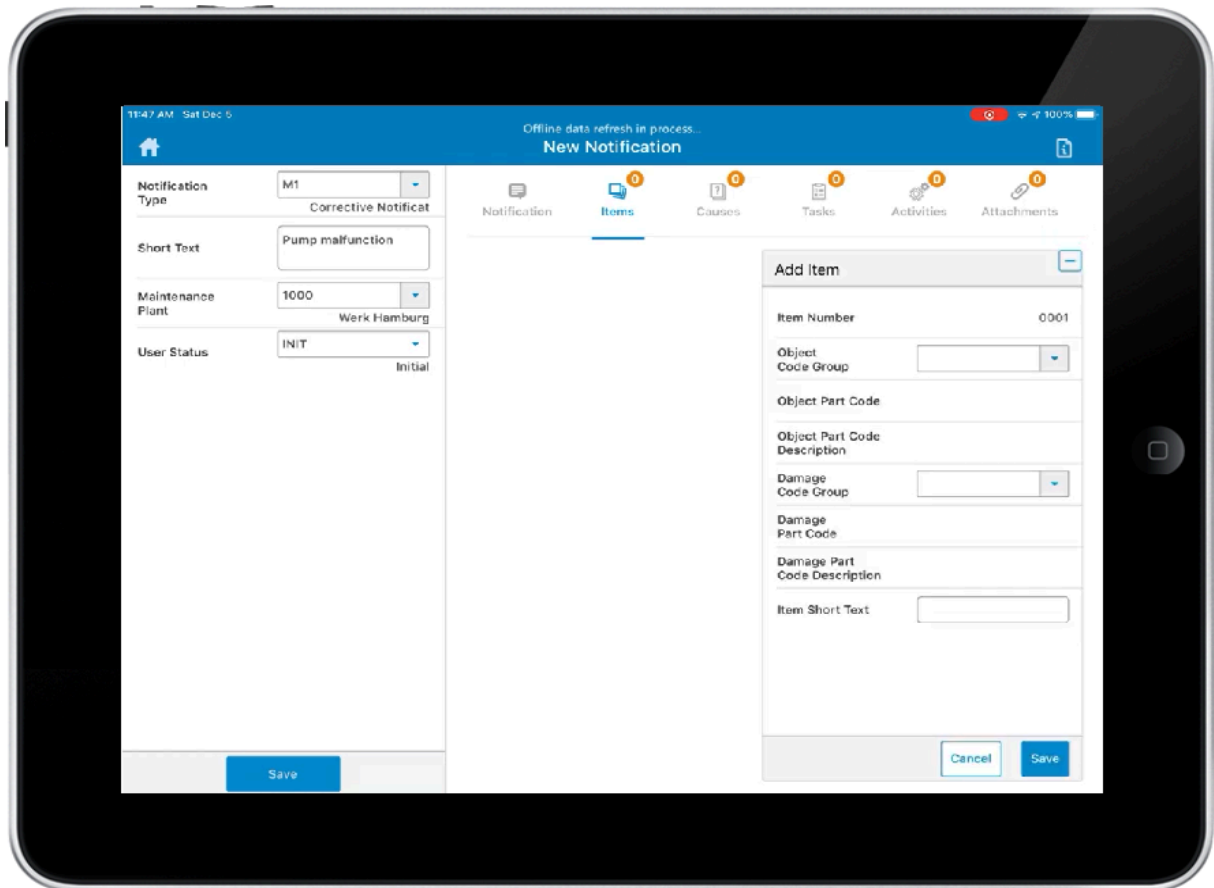 11:47 AM Sat Dec 5
100%
Offline data refresh in process...
New Notification
Notification
Type
M1
Corrective Notificat
Short Text
Pump malfunction
Maintenance
Plant
1000
Werk Hamburg
User Status
INIT
Initial
Save
Notification
0
Items
0
Causes
0
Tasks
0
Activities
0
Attachments
Add Item
Item Number 0001
Object
Code Group
Object Part Code
Object Part Code
Description
Damage
Code Group
Damage
Part Code
Damage Part
Code Description
Item Short Text
Cancel
Save